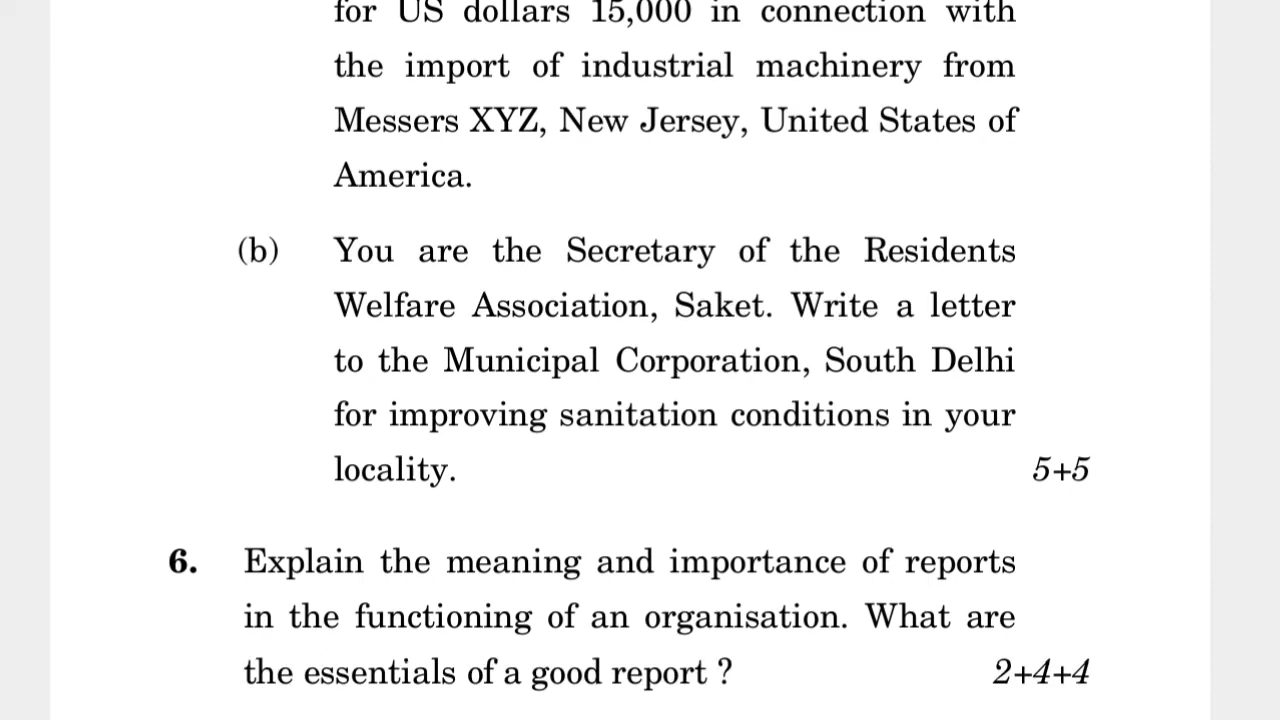 for US dollars 15,000 in connection with
the import of industrial machinery from
Messers XYZ, New Jersey, United States of
America.
(b) You are the Secretary of the Residents
Welfare Association, Saket. Write a letter
to the Municipal Corporation, South Delhi
for improving sanitation conditions in your
locality. 5+5
6. Explain the meaning and importance of reports
in the functioning of an organisation. What are
the essentials of a good report ? 2+4+4